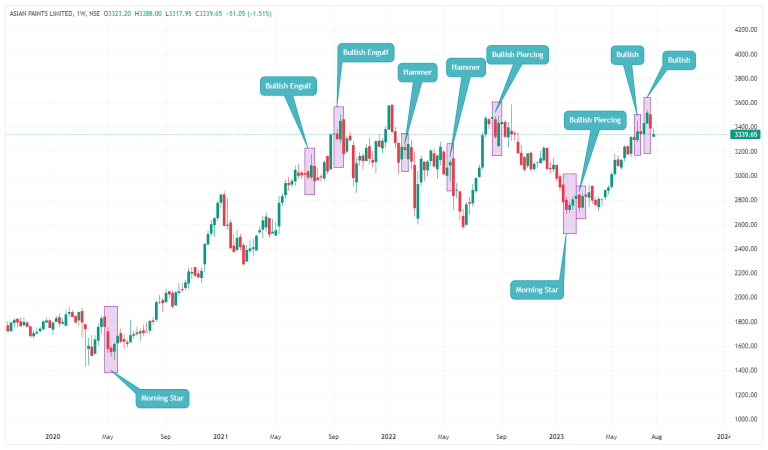 ASIAN PAINTS LIMITED, 1W, NSE O3323.20 H3388.00 L3317.95 C3339.65 −51.05 (−1.51%)
4200.00
4000.00
3800.00
3600.00
3400.00
3339.65
3200.00
3000.00
2800.00
2600.00
2400.00
2200.00
2000.00
1800.00
1600.00
1400.00
1200.00
1000.00
Bullish Engulf
Bullish Engulf
Hammer
Hammer
Bullish Piercing
Bullish
Bullish
Bullish Piercing
Morning Star
Morning Star
2020 May Sep 2021 May Sep 2022 May Sep 2023 May Aug 2024